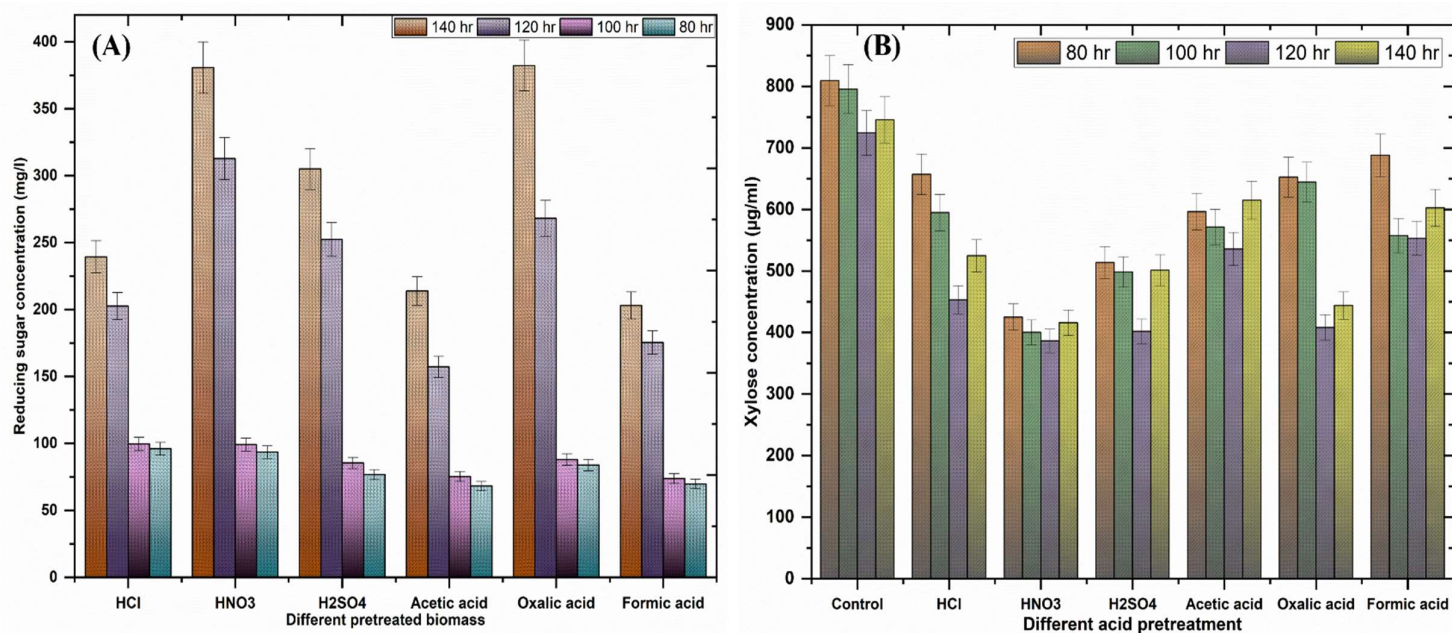 (A)
140 hr 120 hr 100 hr 80 hr
Reducing sugar concentration (mg/l)
400
350
300
250
200
150
100
50
0
HCl HNO3 H2SO4 Acetic acid Oxalic acid Formic acid
Different pretreated biomass
(B)
80 hr 100 hr 120 hr 140 hr
Xylose concentration (µg/ml)
900
800
700
600
500
400
300
200
100
0
Control HCl HNO3 H2SO4 Acetic acid Oxalic acid Formic acid
Different acid pretreatment